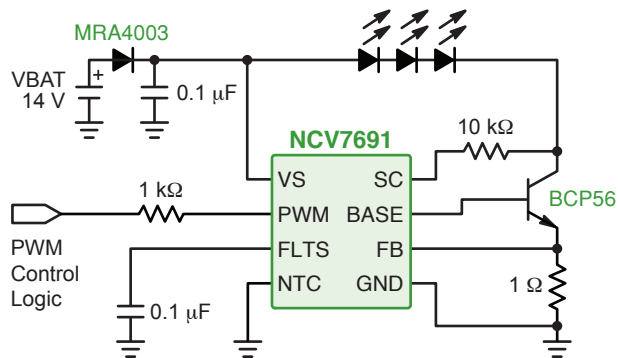 MRA4003
VBAT
14 V
+
0.1 μF
10 kΩ
NCV7691
VS
SC
1 kΩ
PWM
BASE
BCP56
PWM
Control
Logic
FLTS
FB
0.1 μF
NTC
GND
1 Ω